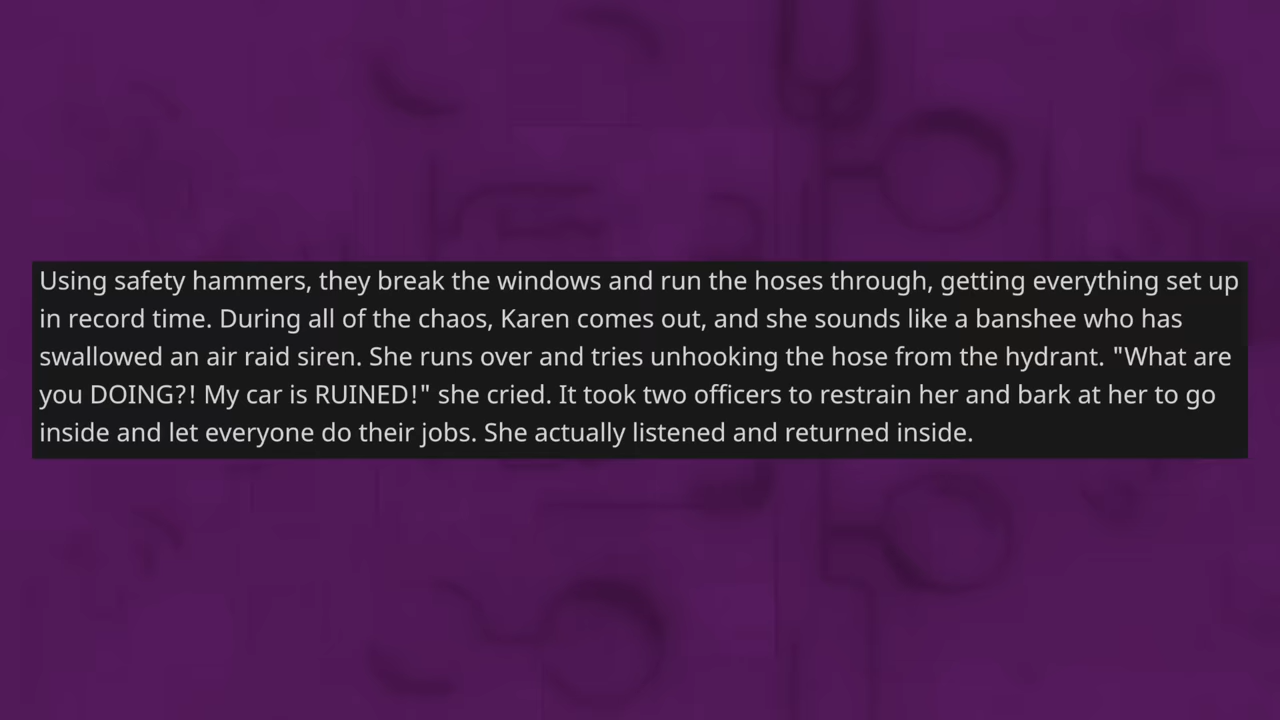 Using safety hammers, they break the windows and run the hoses through, getting everything set up
in record time. During all of the chaos, Karen comes out, and she sounds like a banshee who has
swallowed an air raid siren. She runs over and tries unhooking the hose from the hydrant. "What are
you DOING?! My car is RUINED!" she cried. It took two officers to restrain her and bark at her to go
inside and let everyone do their jobs. She actually listened and returned inside.